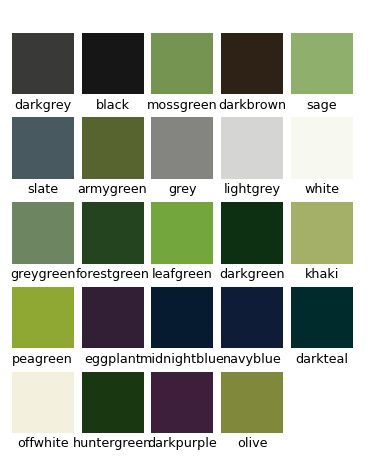 darkgrey black mossgreen darkbrown sage
slate armygreen grey lightgrey white
greygreen forestgreen leafgreen darkgreen khaki
peagreen eggplant midnightblue navyblue darkteal
offwhite huntergreen darkpurple olive